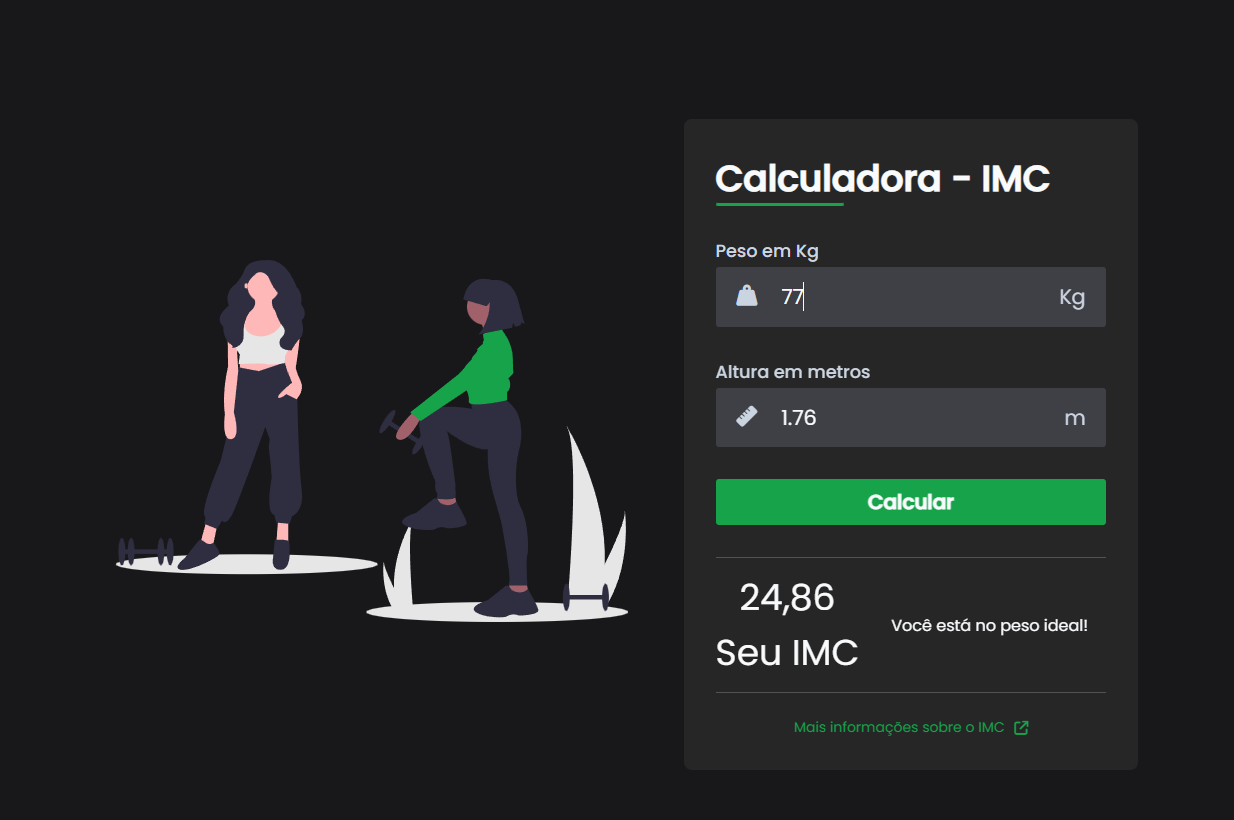 Calculadora - IMC
Peso em Kg
77 Kg
Altura em metros
1.76 m
Calcular
24,86
Seu IMC
Você está no peso ideal!
Mais informações sobre o IMC